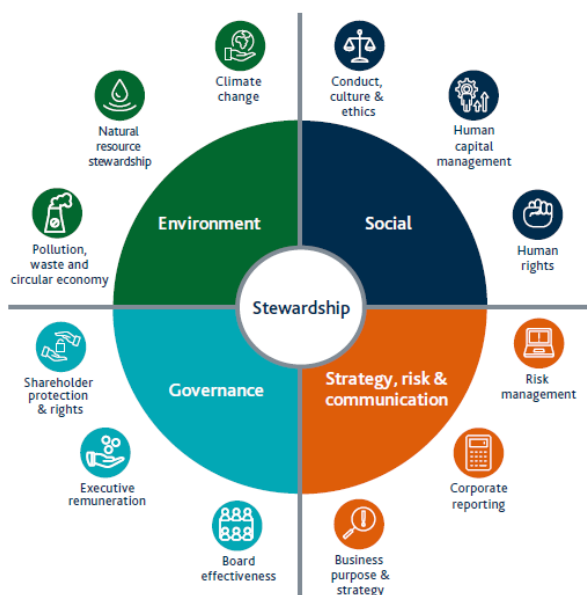 Climate
change
Natural
resource
stewardship
Pollution,
waste and
circular economy
Environment
Conduct,
culture &
ethics
Human
capital
management
Human
rights
Social
Stewardship
Shareholder
protection
& rights
Executive
remuneration
Board
effectiveness
Governance
Strategy, risk &
communication
Risk
management
Corporate
reporting
Business
purpose &
strategy